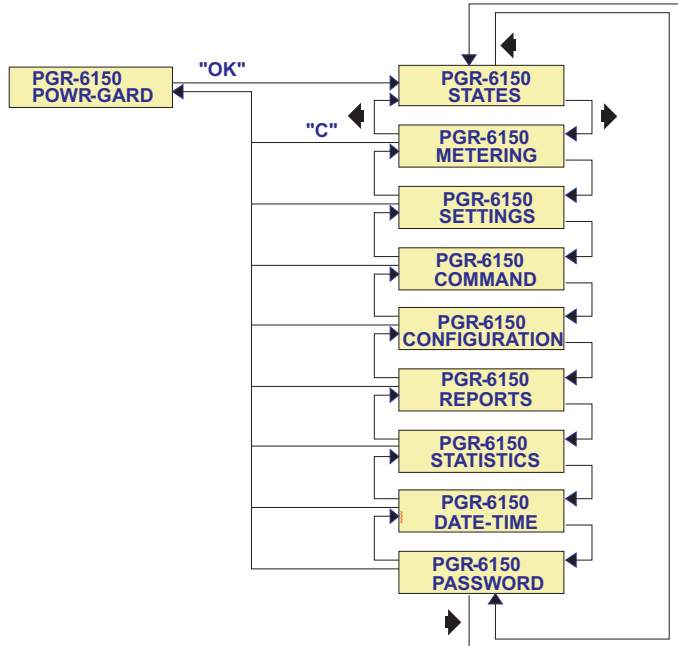 PGR-6150
POWR-GARD
"OK"
PGR-6150
STATES
"C"
PGR-6150
METERING
PGR-6150
SETTINGS
PGR-6150
COMMAND
PGR-6150
CONFIGURATION
PGR-6150
REPORTS
PGR-6150
STATISTICS
PGR-6150
DATE-TIME
PGR-6150
PASSWORD